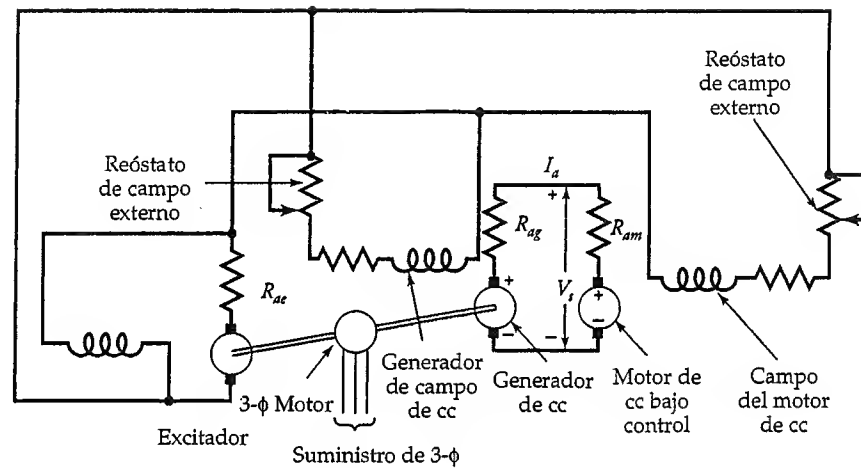 Reóstato
de campo
externo
Reóstato
de campo
externo
I_a
+
R_ag
R_am
R_ae
+
V_s
+
−
−
−
3-ϕ Motor
Generador
de campo
de cc
Generador
de cc
Motor de
cc bajo
control
Campo
del motor
de cc
Excitador
Suministro de 3-ϕ